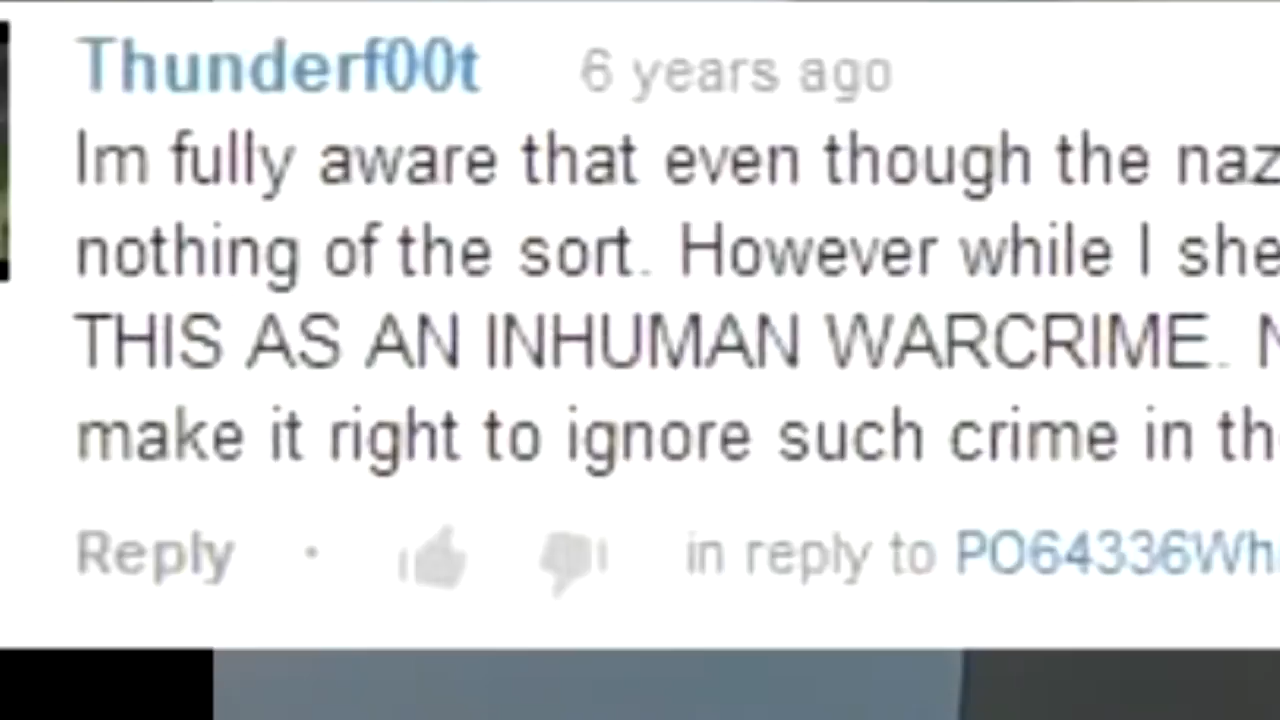 Thunderf00t 6 years ago
Im fully aware that even though the naz
nothing of the sort. However while I she
THIS AS AN INHUMAN WARCRIME. N
make it right to ignore such crime in th
Reply · in reply to PO64336Wh